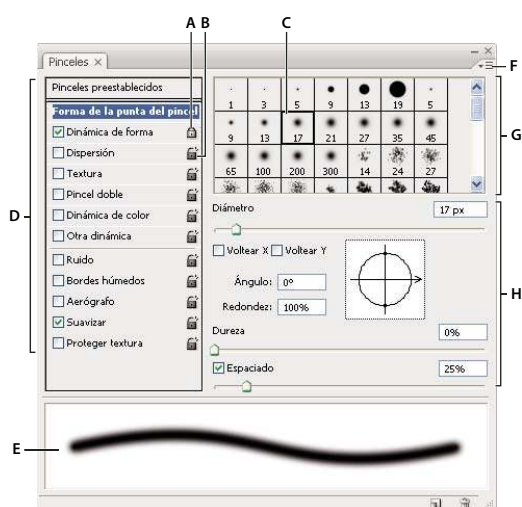 A B C
Pinceles ×
F
Pinceles preestablecidos
Forma de la punta del pincel
Dinámica de forma
Dispersión
Textura
Pincel doble
Dinámica de color
Otra dinámica
Ruido
Bordes húmedos
Aerógrafo
Suavizar
Proteger textura
D
1 3 5 9 13 19 5
9 13 17 21 27 35 45
65 100 200 300 14 24 27
G
Diámetro 17 px
Voltear X Voltear Y
Ángulo: 0°
Redondez: 100%
Dureza 0%
Espaciado 25%
H
E